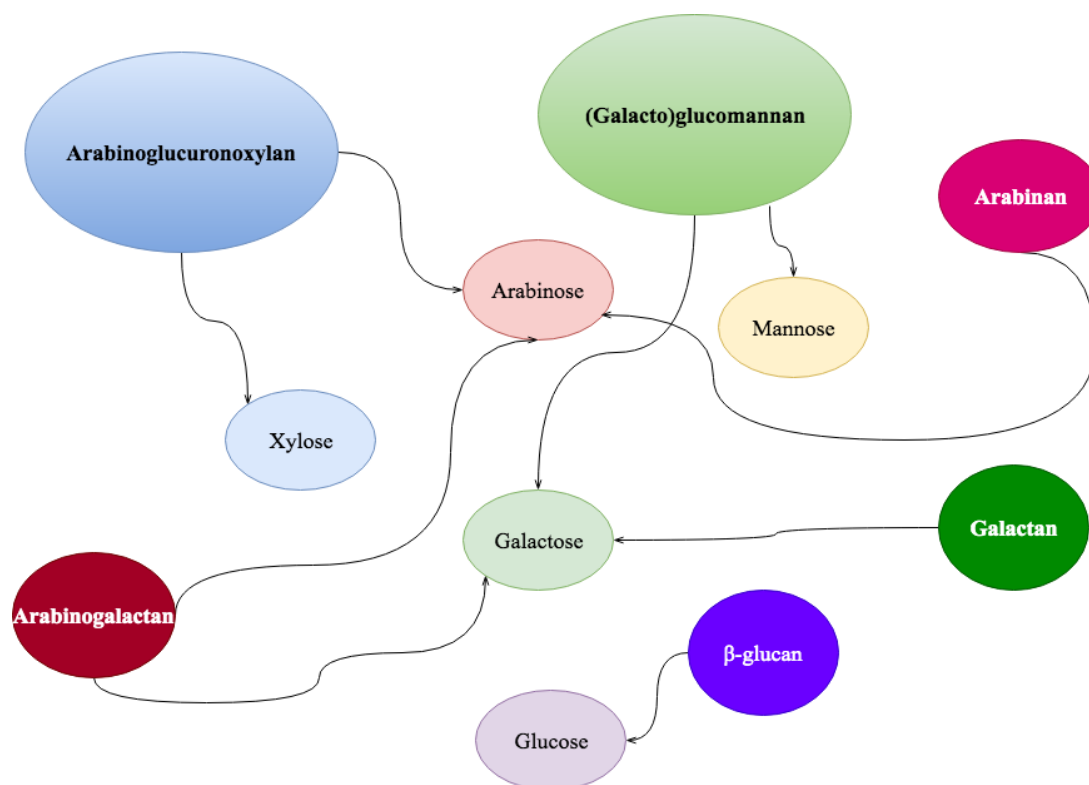 (Galacto)glucomannan
Arabinoglucuronoxylan
Arabinan
Arabinose
Mannose
Xylose
Galactose
Galactan
Arabinogalactan
β-glucan
Glucose